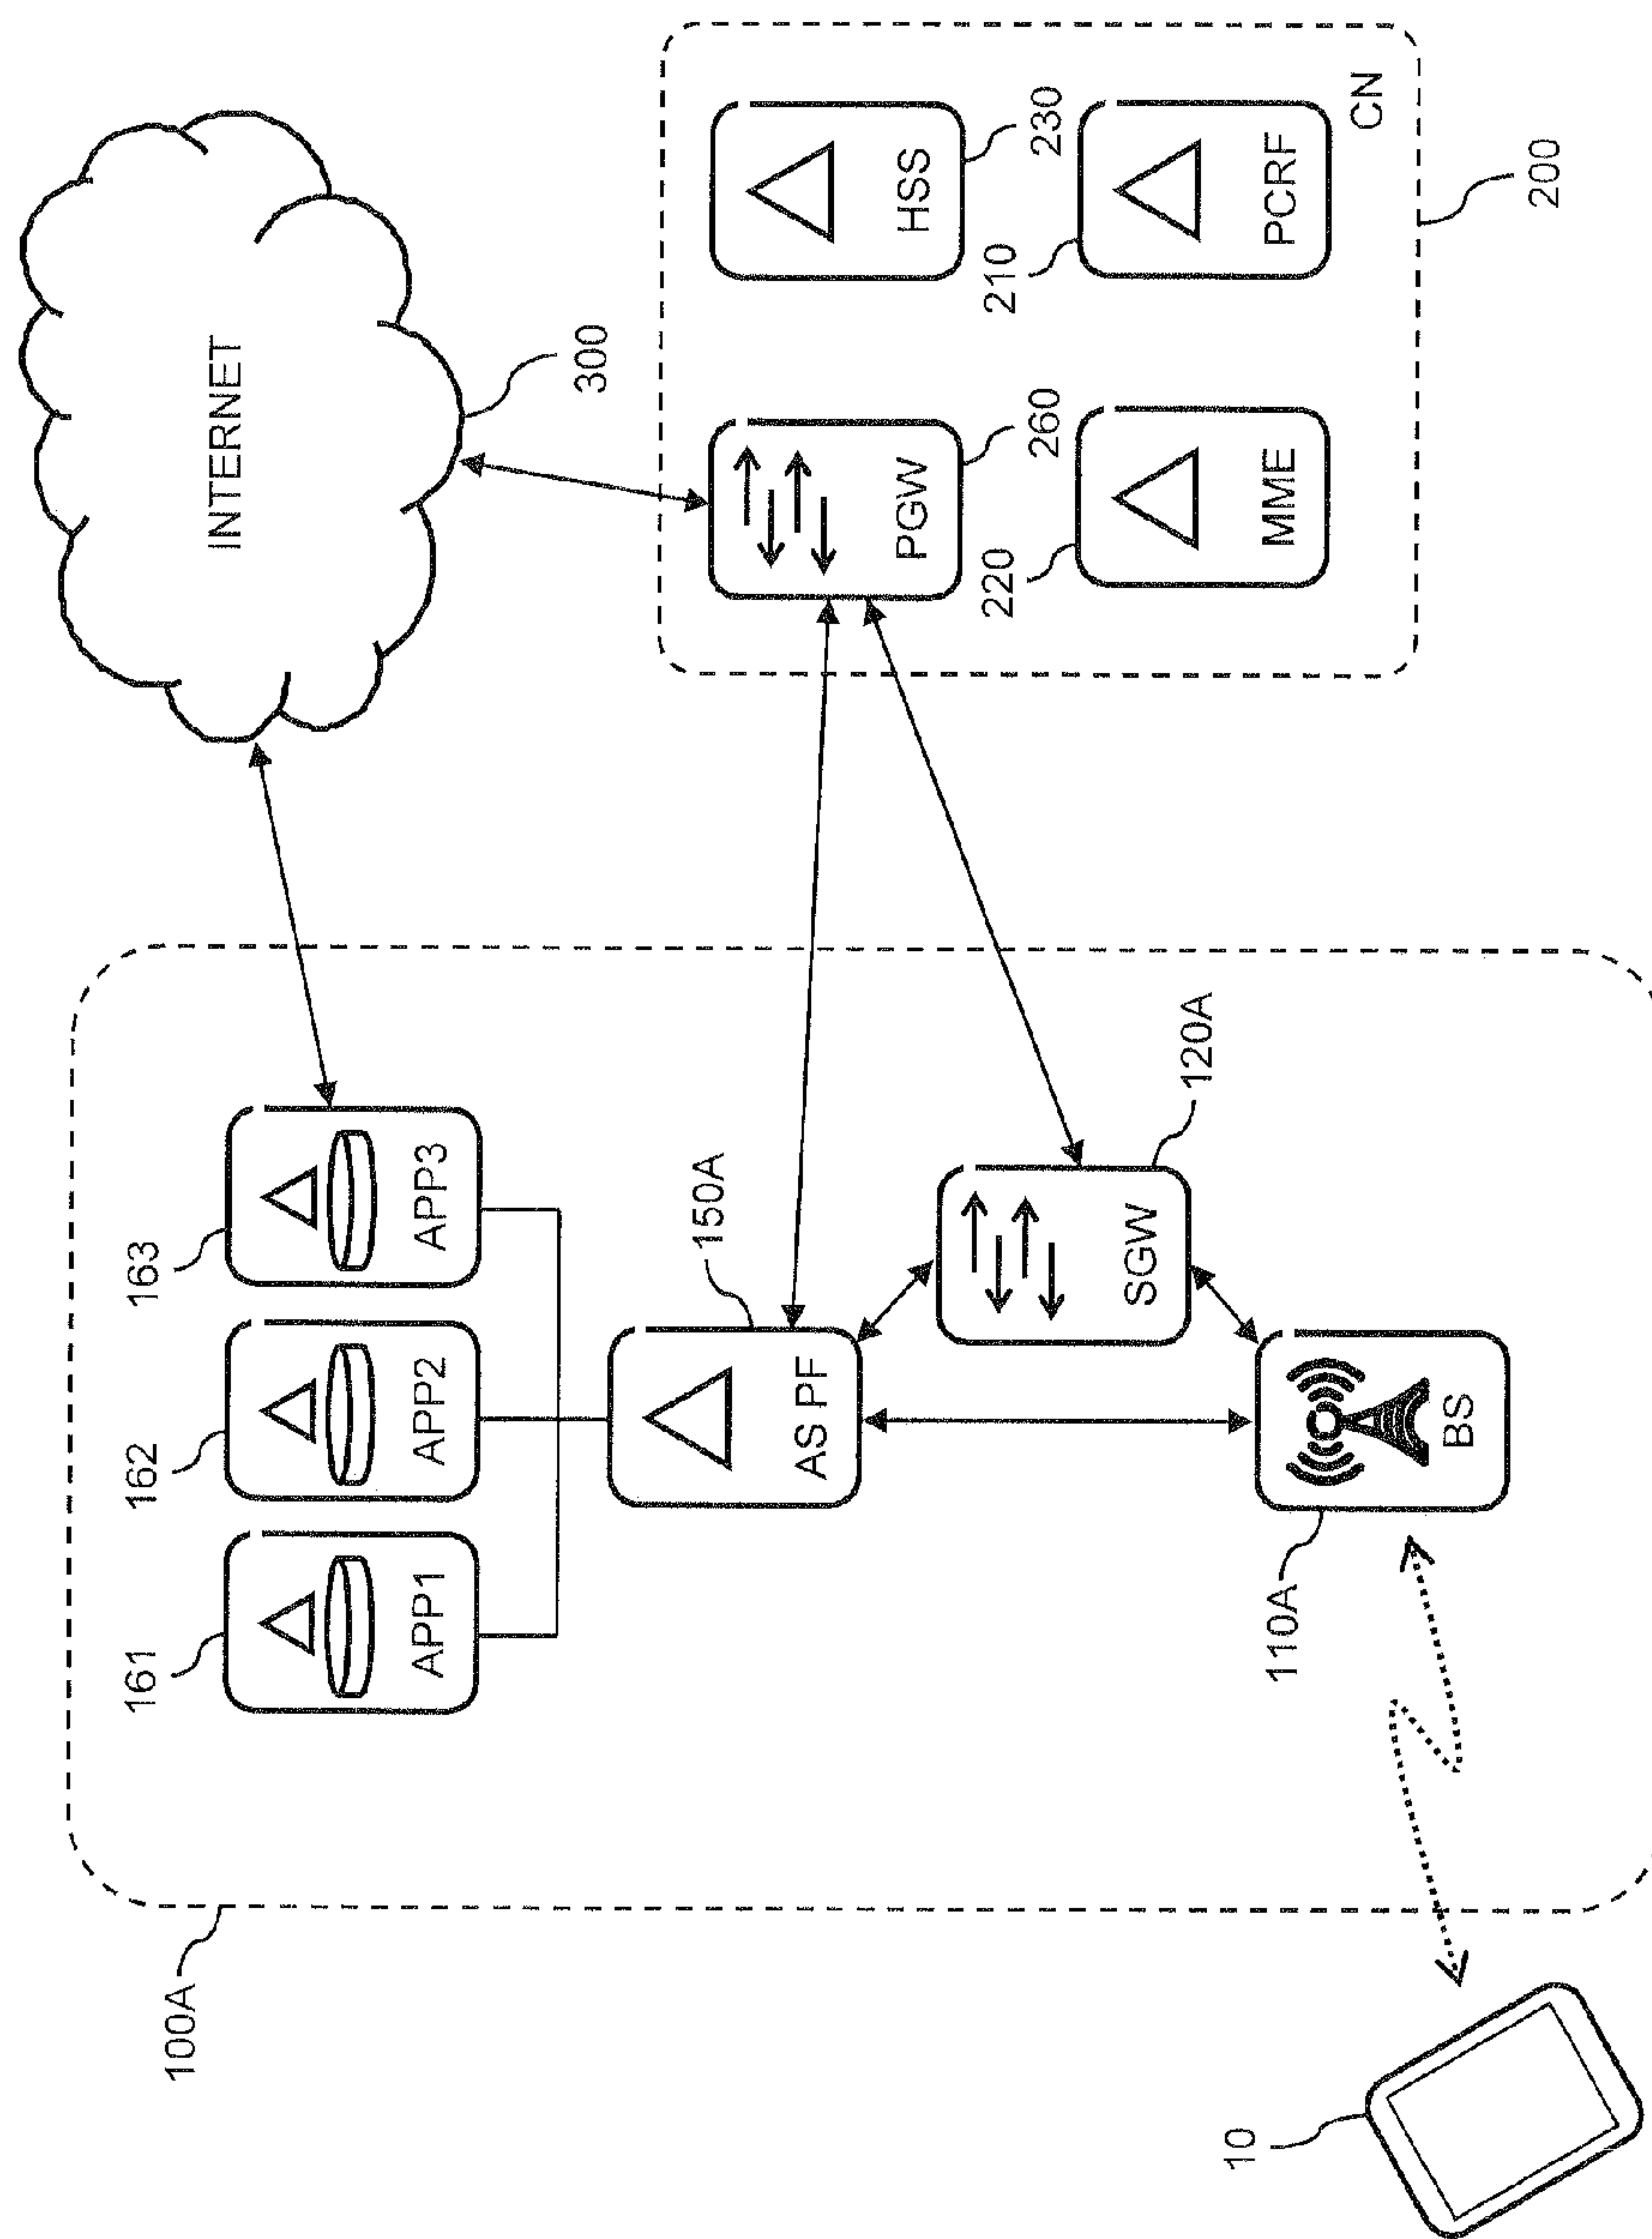 INTERNET
300
161
162
163
APP1
APP2
APP3
150A
AS PF
120A
SGW
110A
BS
100A
10
PGW
260
HSS
230
220
MME
210
PCRF
CN
200